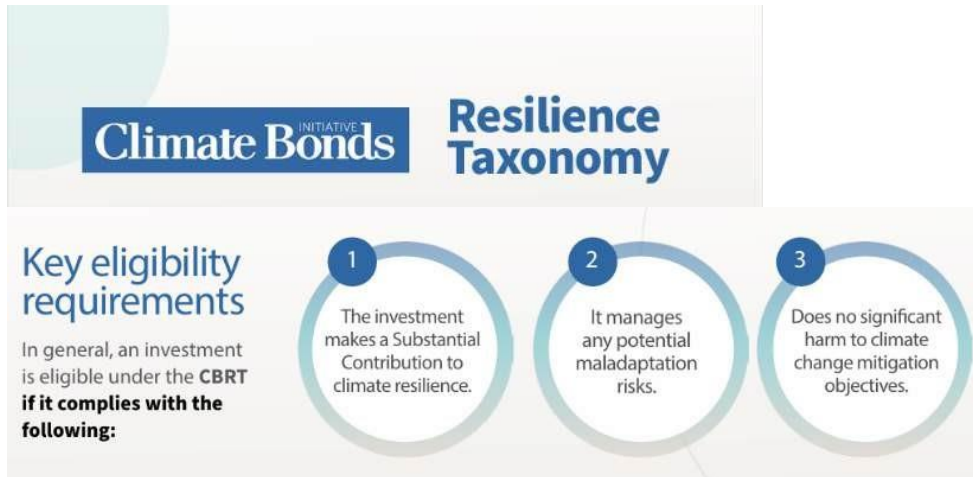 Climate Bonds
INITIATIVE
Resilience
Taxonomy
Key eligibility
requirements
In general, an investment
is eligible under the CBRT
if it complies with the
following:
1
The investment
makes a Substantial
Contribution to
climate resilience.
2
It manages
any potential
maladaptation
risks.
3
Does no significant
harm to climate
change mitigation
objectives.